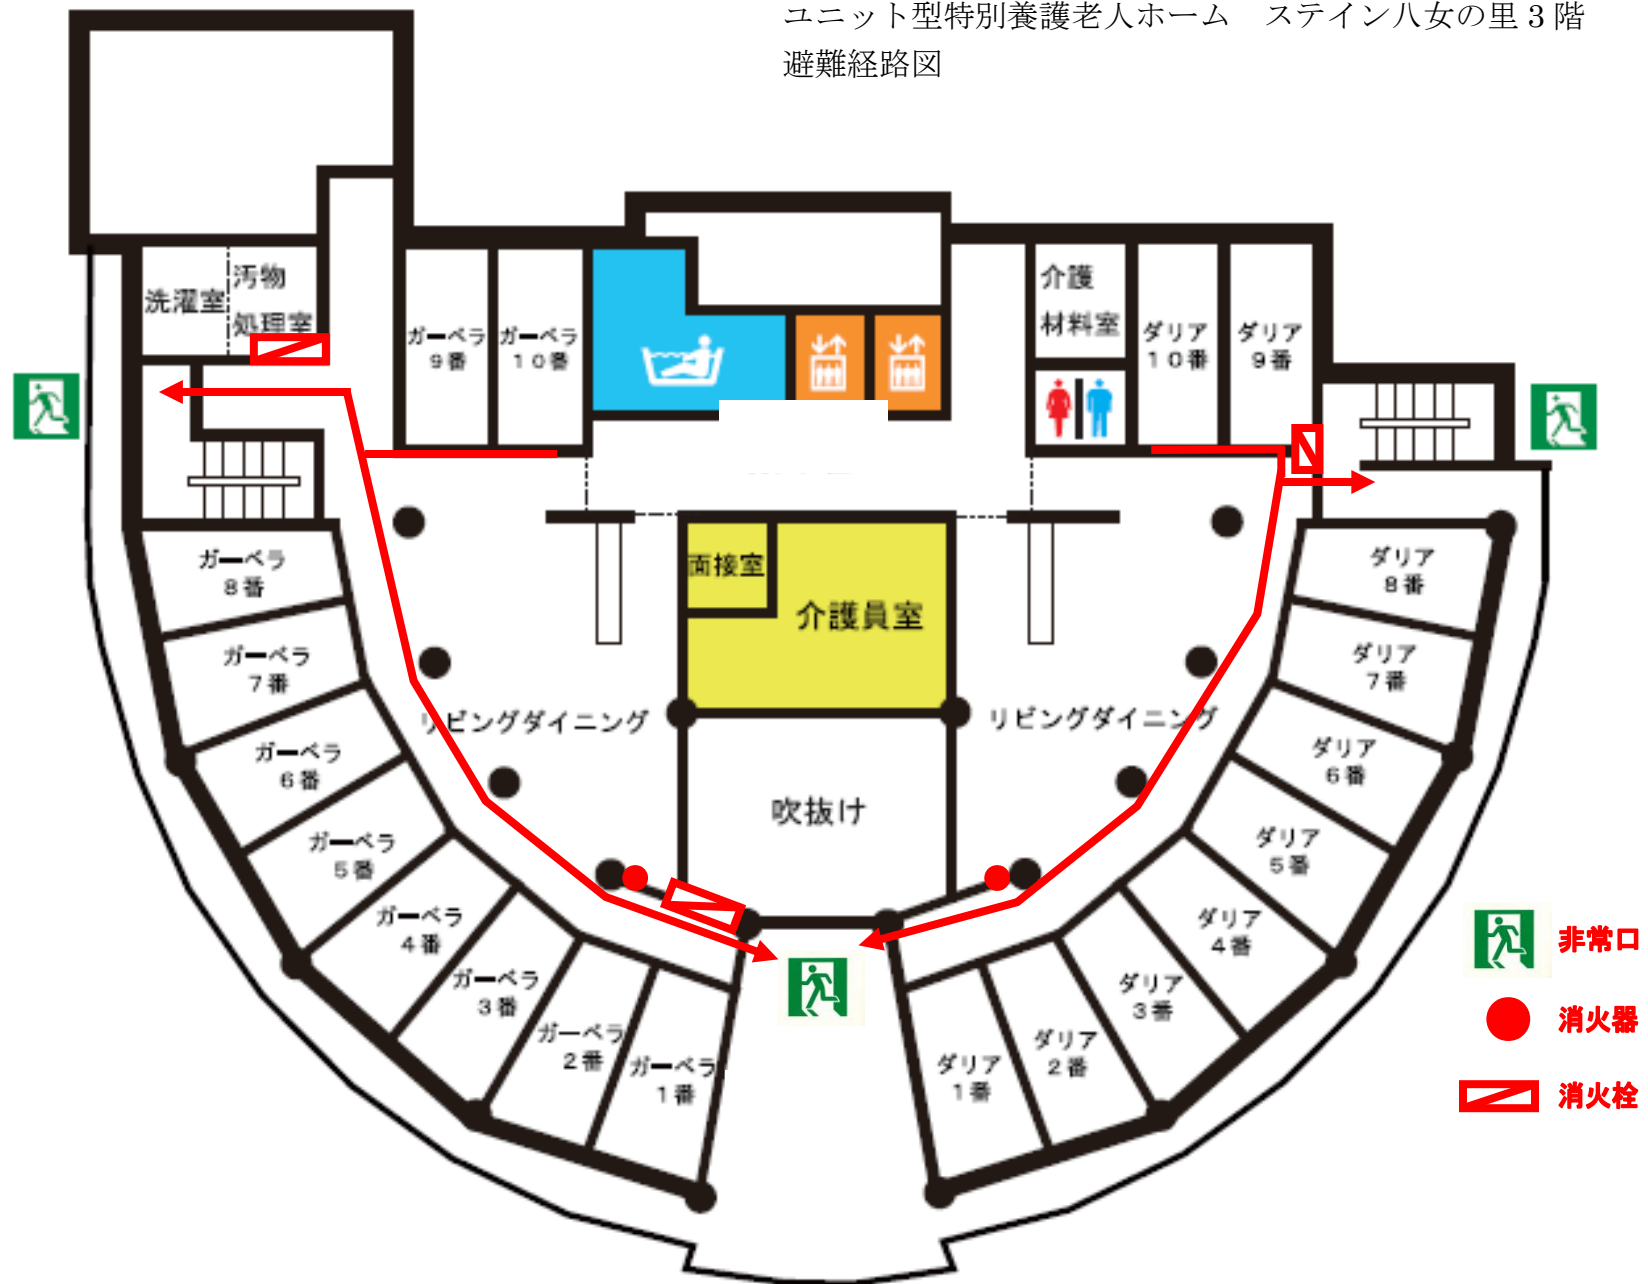 ユニット型特別養護老人ホーム　ステイン八女の里３階
避難経路図
洗濯室
汚物
処理室
ガーベラ
９番
ガーベラ
１０番
介護
材料室
ダリア
１０番
ダリア
９番
ガーベラ
８番
面接室
介護員室
ダリア
８番
ガーベラ
７番
ダリア
７番
リビングダイニング
リビングダイニング
ガーベラ
６番
ダリア
６番
吹抜け
ガーベラ
５番
ダリア
５番
ガーベラ
４番
ダリア
４番
ガーベラ
３番
ダリア
３番
ガーベラ
２番
ダリア
２番
ガーベラ
１番
ダリア
１番
非常口
消火器
消火栓